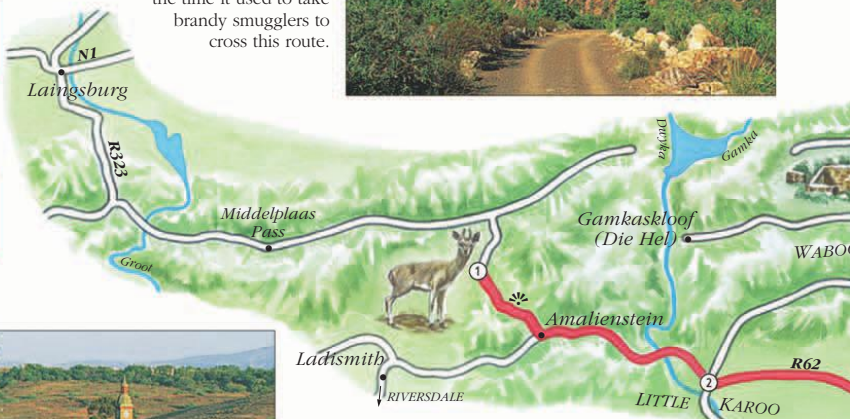 the time it used to take
brandy smugglers to
cross this route.
N1
Laingsburg
R323
Dwyka
Gamka
Middelplaas
Pass
Gamkaskloof
(Die Hel)
WABOO
Groot
1
Amalienstein
Ladismith
R62
2
RIVERSDALE
LITTLE KAROO